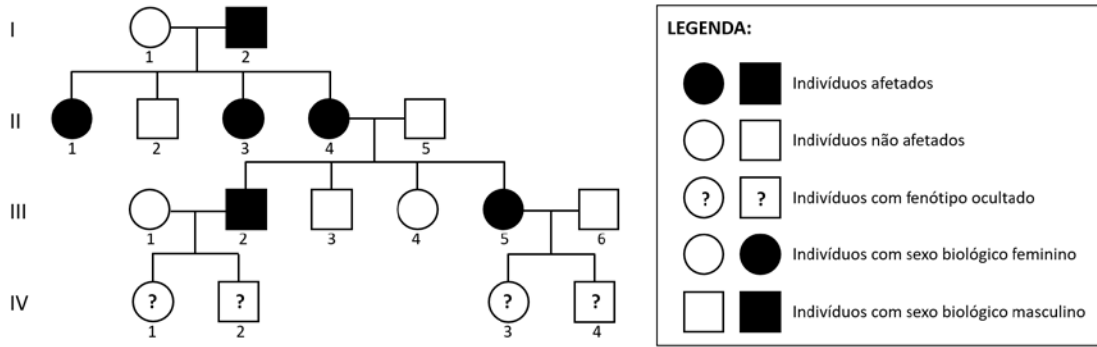 I
1 2
II
1 2 3 4 5
III
1 2 3 4 5 6
IV
? ? ? ?
1 2 3 4
LEGENDA:
Indivíduos afetados
Indivíduos não afetados
? ? Indivíduos com fenótipo ocultado
Indivíduos com sexo biológico feminino
Indivíduos com sexo biológico masculino